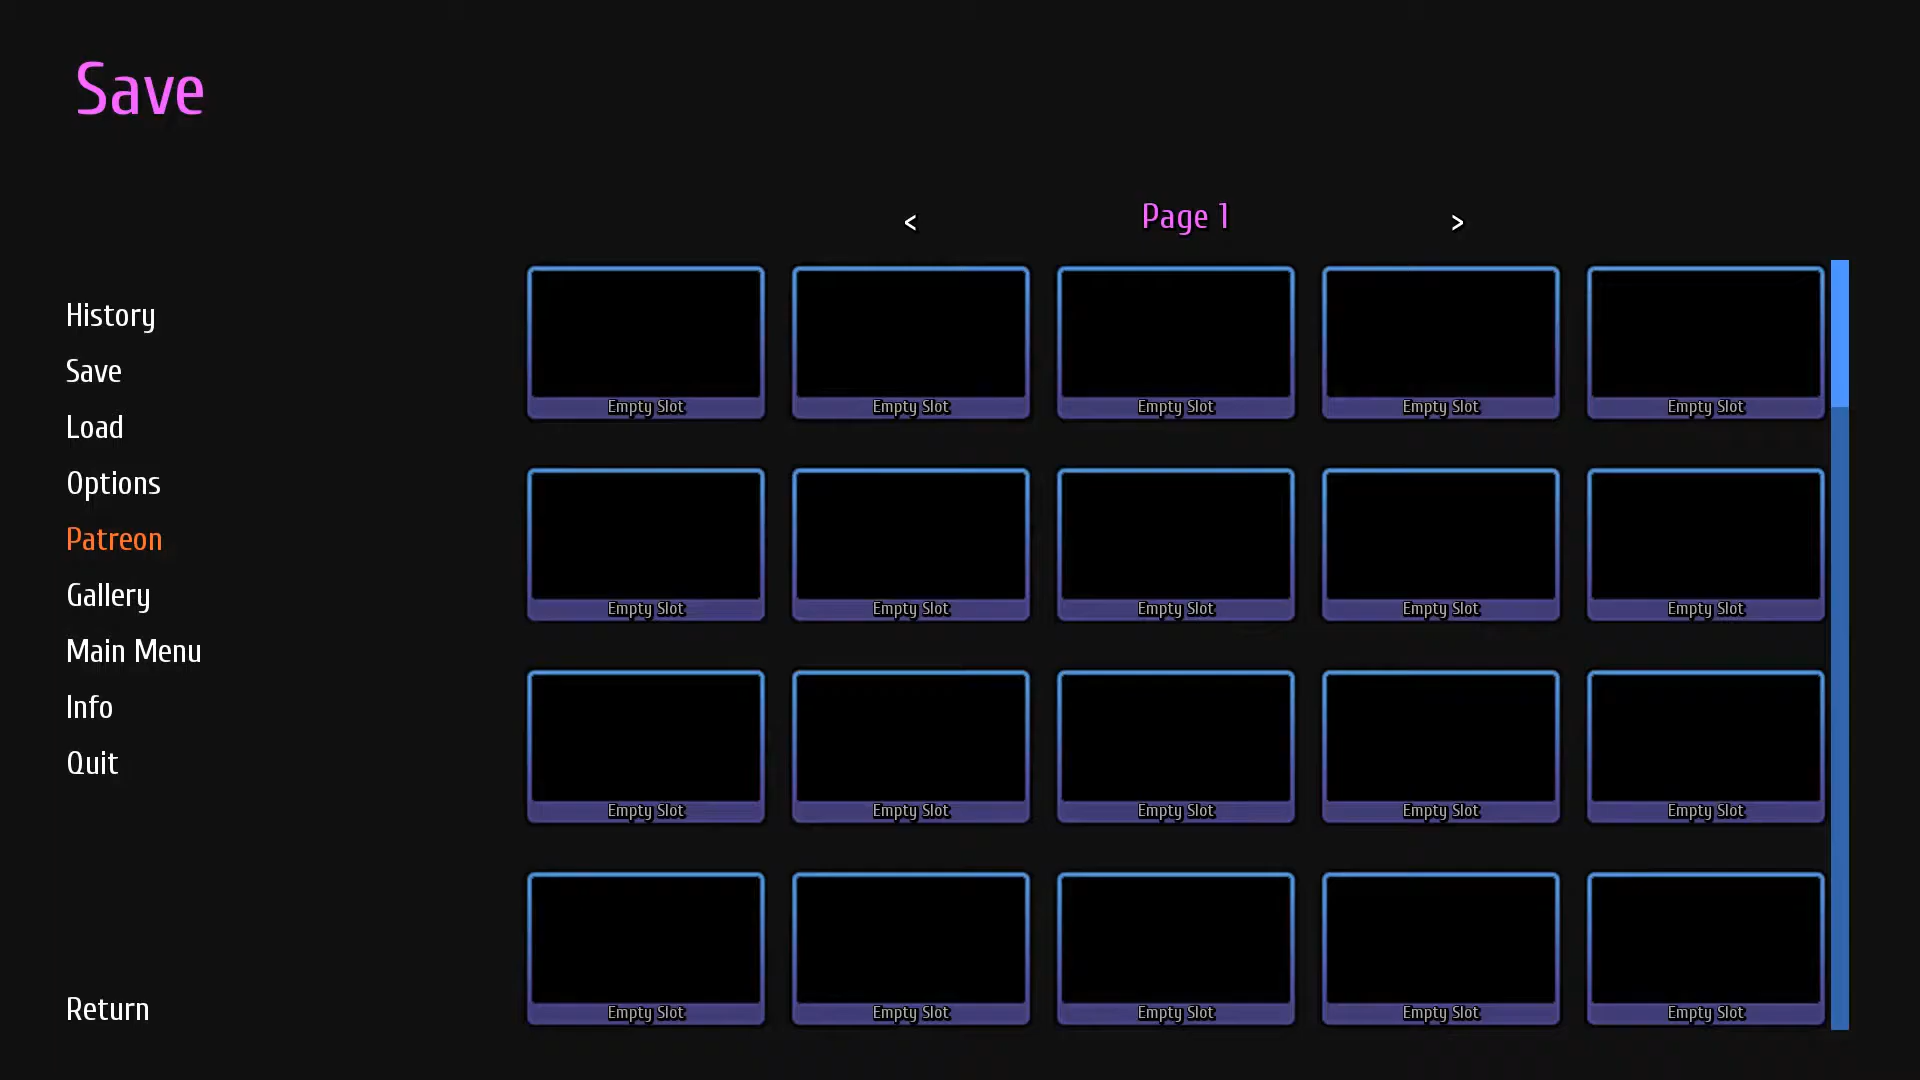 Save
< Page 1 >
History
Save
Load
Options
Patreon
Gallery
Main Menu
Info
Quit
Return
Empty Slot Empty Slot Empty Slot Empty Slot Empty Slot
Empty Slot Empty Slot Empty Slot Empty Slot Empty Slot
Empty Slot Empty Slot Empty Slot Empty Slot Empty Slot
Empty Slot Empty Slot Empty Slot Empty Slot Empty Slot